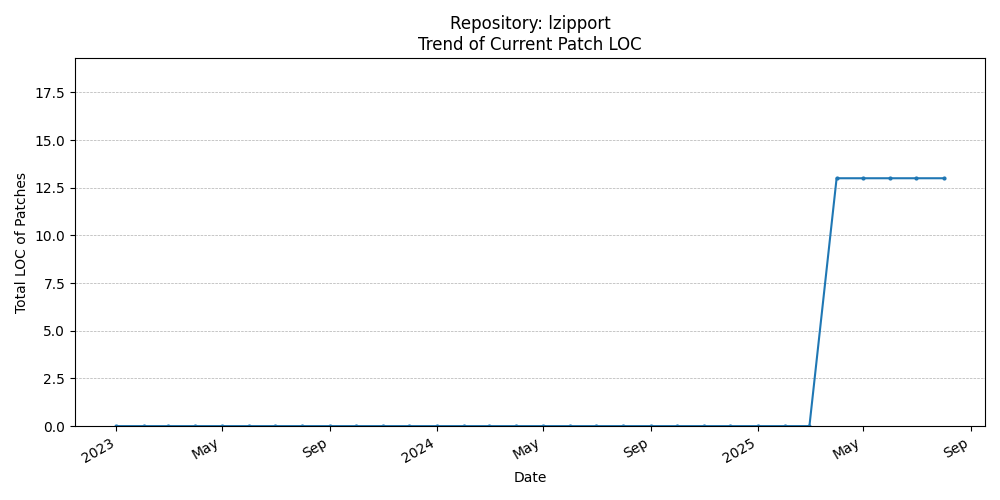 Repository: lzipport
Trend of Current Patch LOC
Total LOC of Patches
17.5
15.0
12.5
10.0
7.5
5.0
2.5
0.0
2023
May
Sep
2024
May
Sep
2025
May
Sep
Date